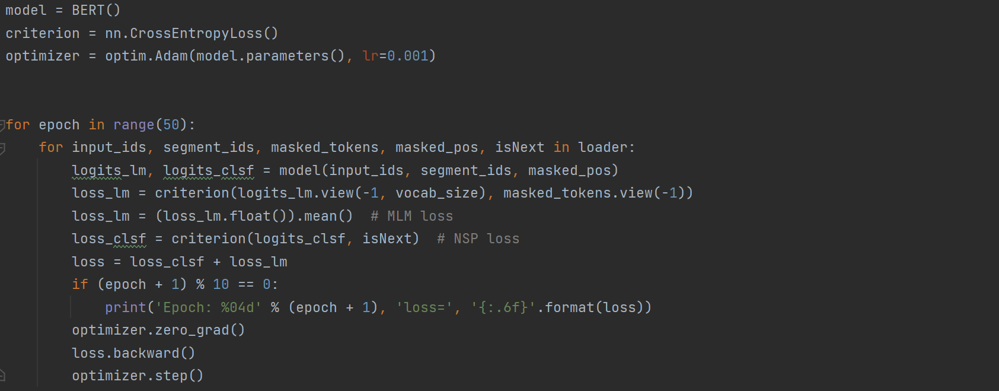 model = BERT()
criterion = nn.CrossEntropyLoss()
optimizer = optim.Adam(model.parameters(), lr=0.001)
for epoch in range(50):
    for input_ids, segment_ids, masked_tokens, masked_pos, isNext in loader:
        logits_lm, logits_clsf = model(input_ids, segment_ids, masked_pos)
        loss_lm = criterion(logits_lm.view(-1, vocab_size), masked_tokens.view(-1))
        loss_lm = (loss_lm.float()).mean()  # MLM loss
        loss_clsf = criterion(logits_clsf, isNext)  # NSP loss
        loss = loss_clsf + loss_lm
        if (epoch + 1) % 10 == 0:
            print('Epoch: %04d' % (epoch + 1), 'loss=', '{:.6f}'.format(loss))
        optimizer.zero_grad()
        loss.backward()
        optimizer.step()